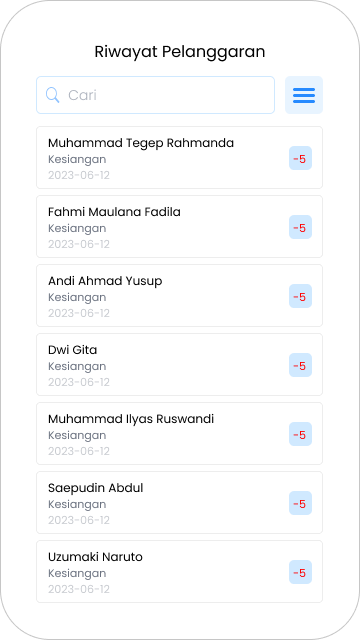 Riwayat Pelanggaran
Cari
Muhammad Tegep Rahmanda
Kesiangan
2023-06-12
-5
Fahmi Maulana Fadila
Kesiangan
2023-06-12
-5
Andi Ahmad Yusup
Kesiangan
2023-06-12
-5
Dwi Gita
Kesiangan
2023-06-12
-5
Muhammad Ilyas Ruswandi
Kesiangan
2023-06-12
-5
Saepudin Abdul
Kesiangan
2023-06-12
-5
Uzumaki Naruto
Kesiangan
2023-06-12
-5